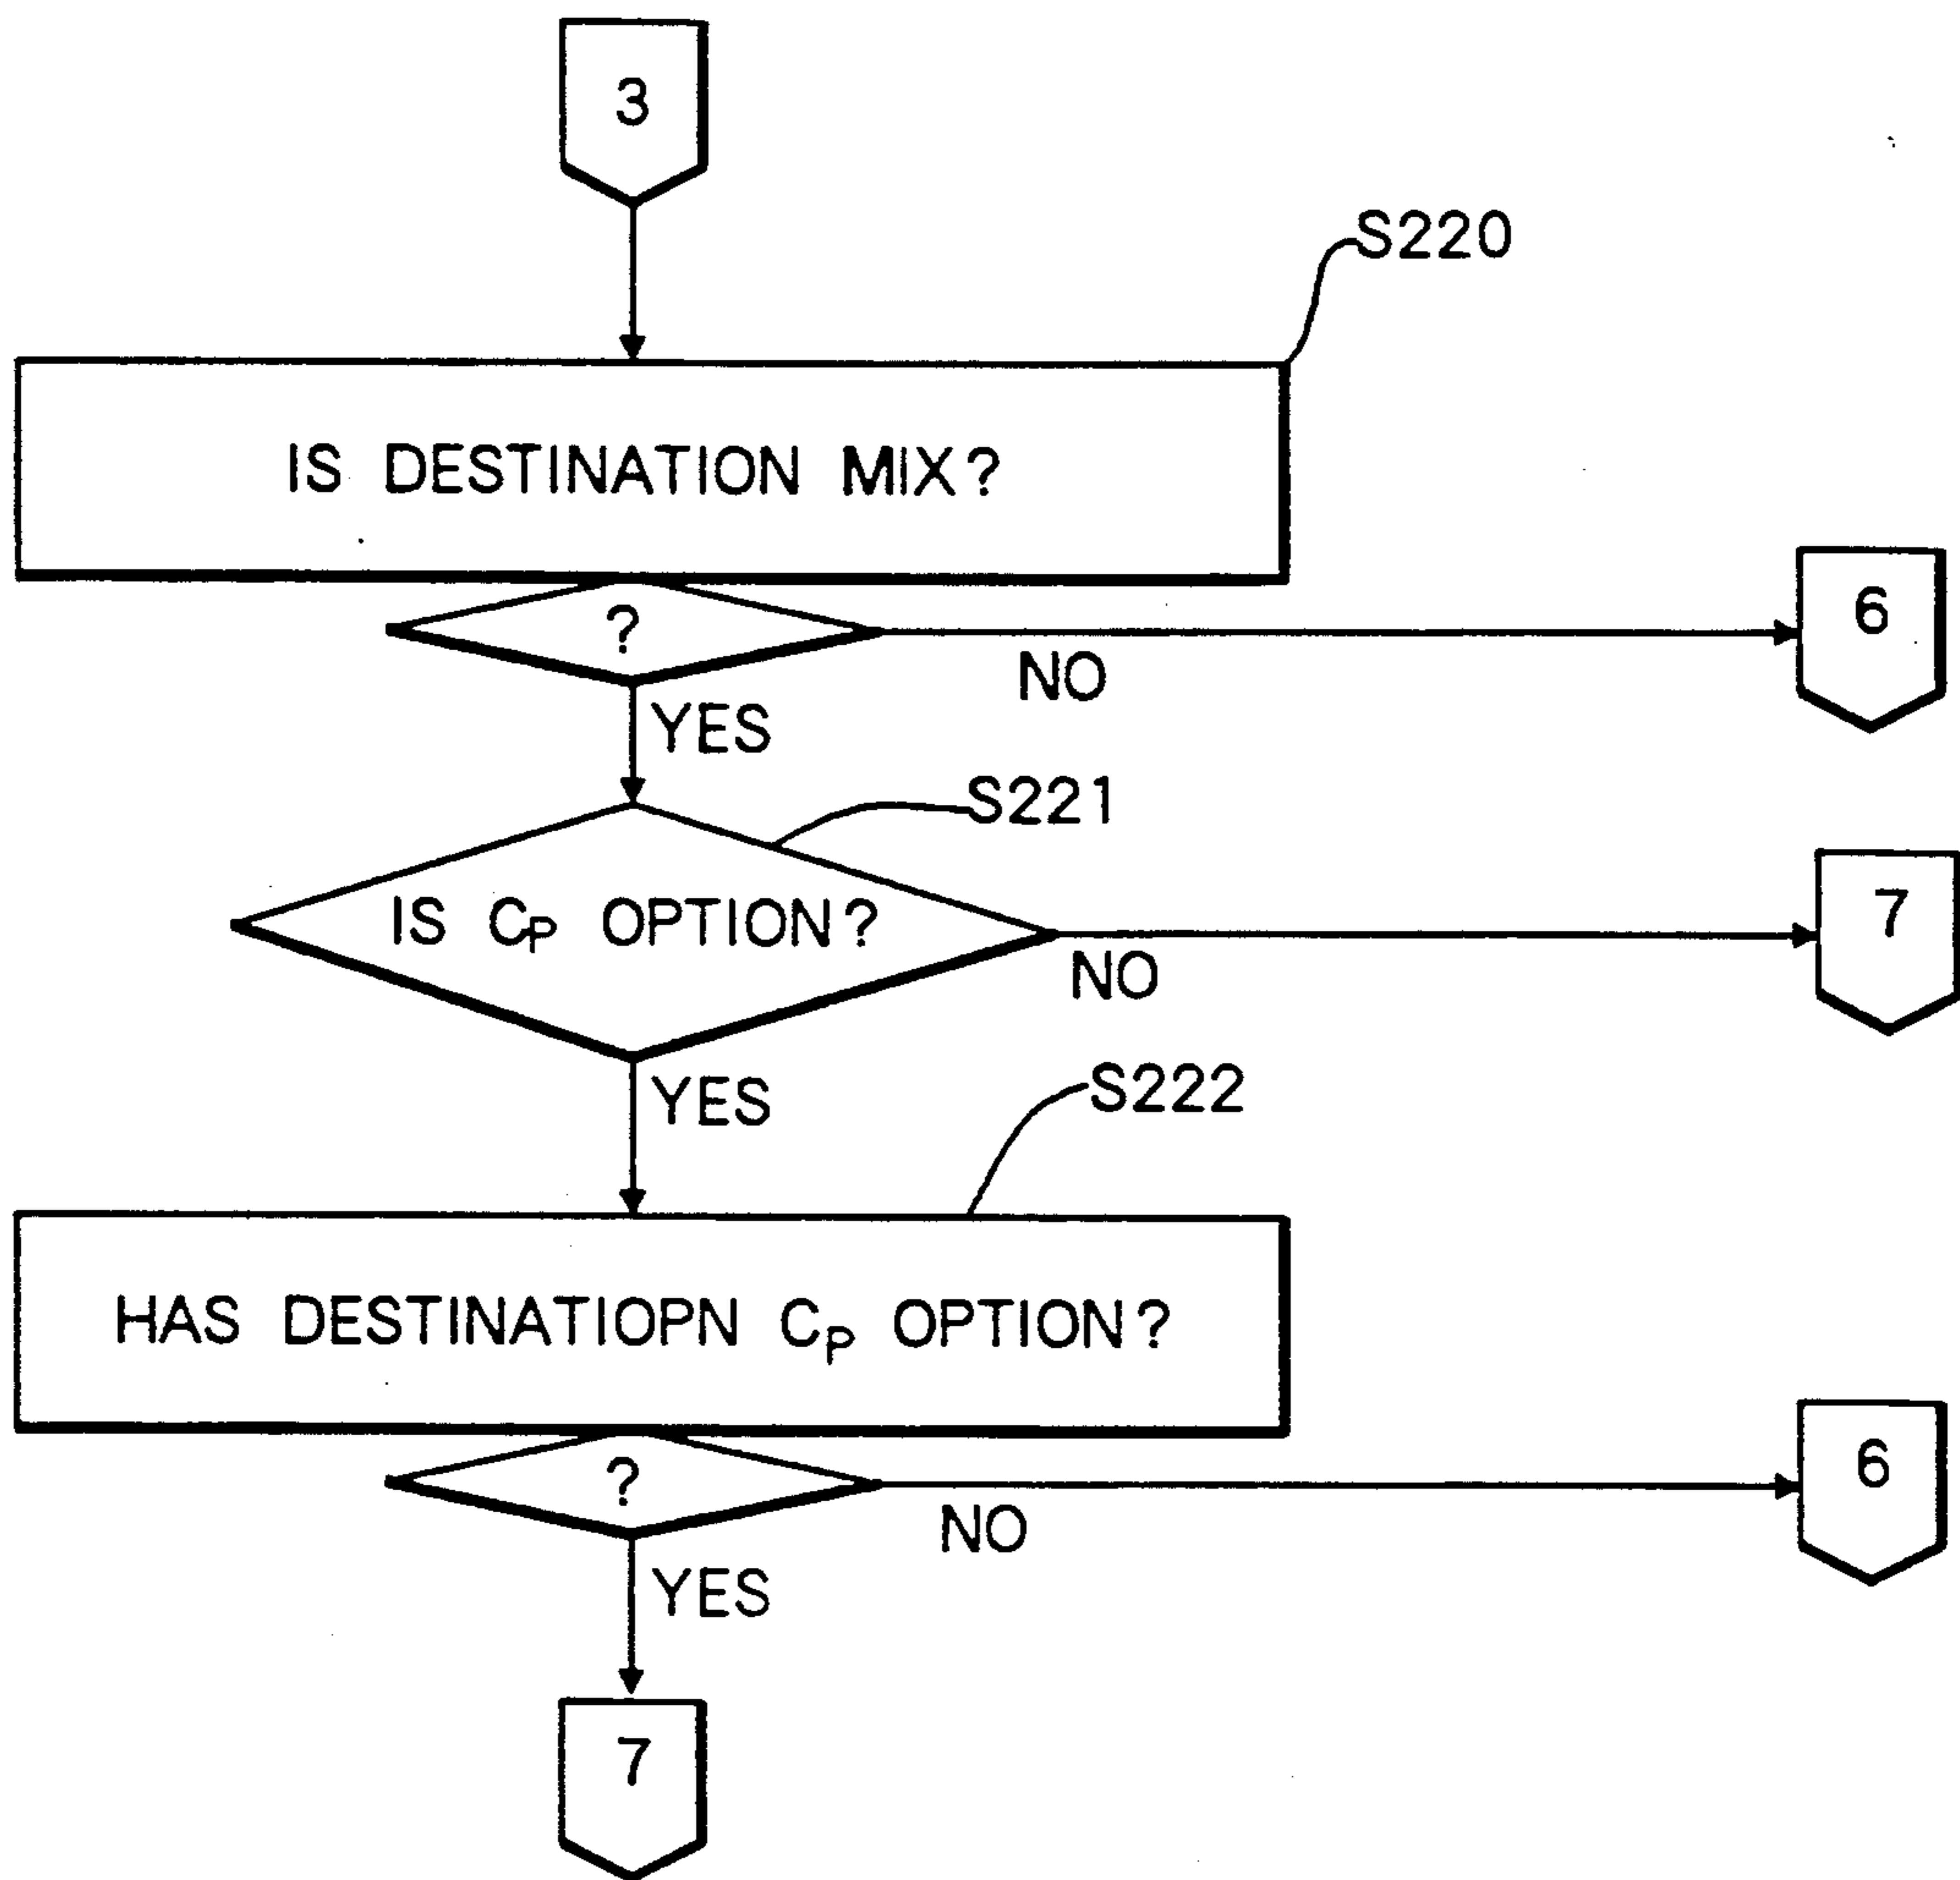 3
S220
IS DESTINATION MIX?
?
NO
6
YES
S221
IS Cₚ OPTION?
NO
7
YES
S222
HAS DESTINATIOPN Cₚ OPTION?
?
NO
6
YES
7